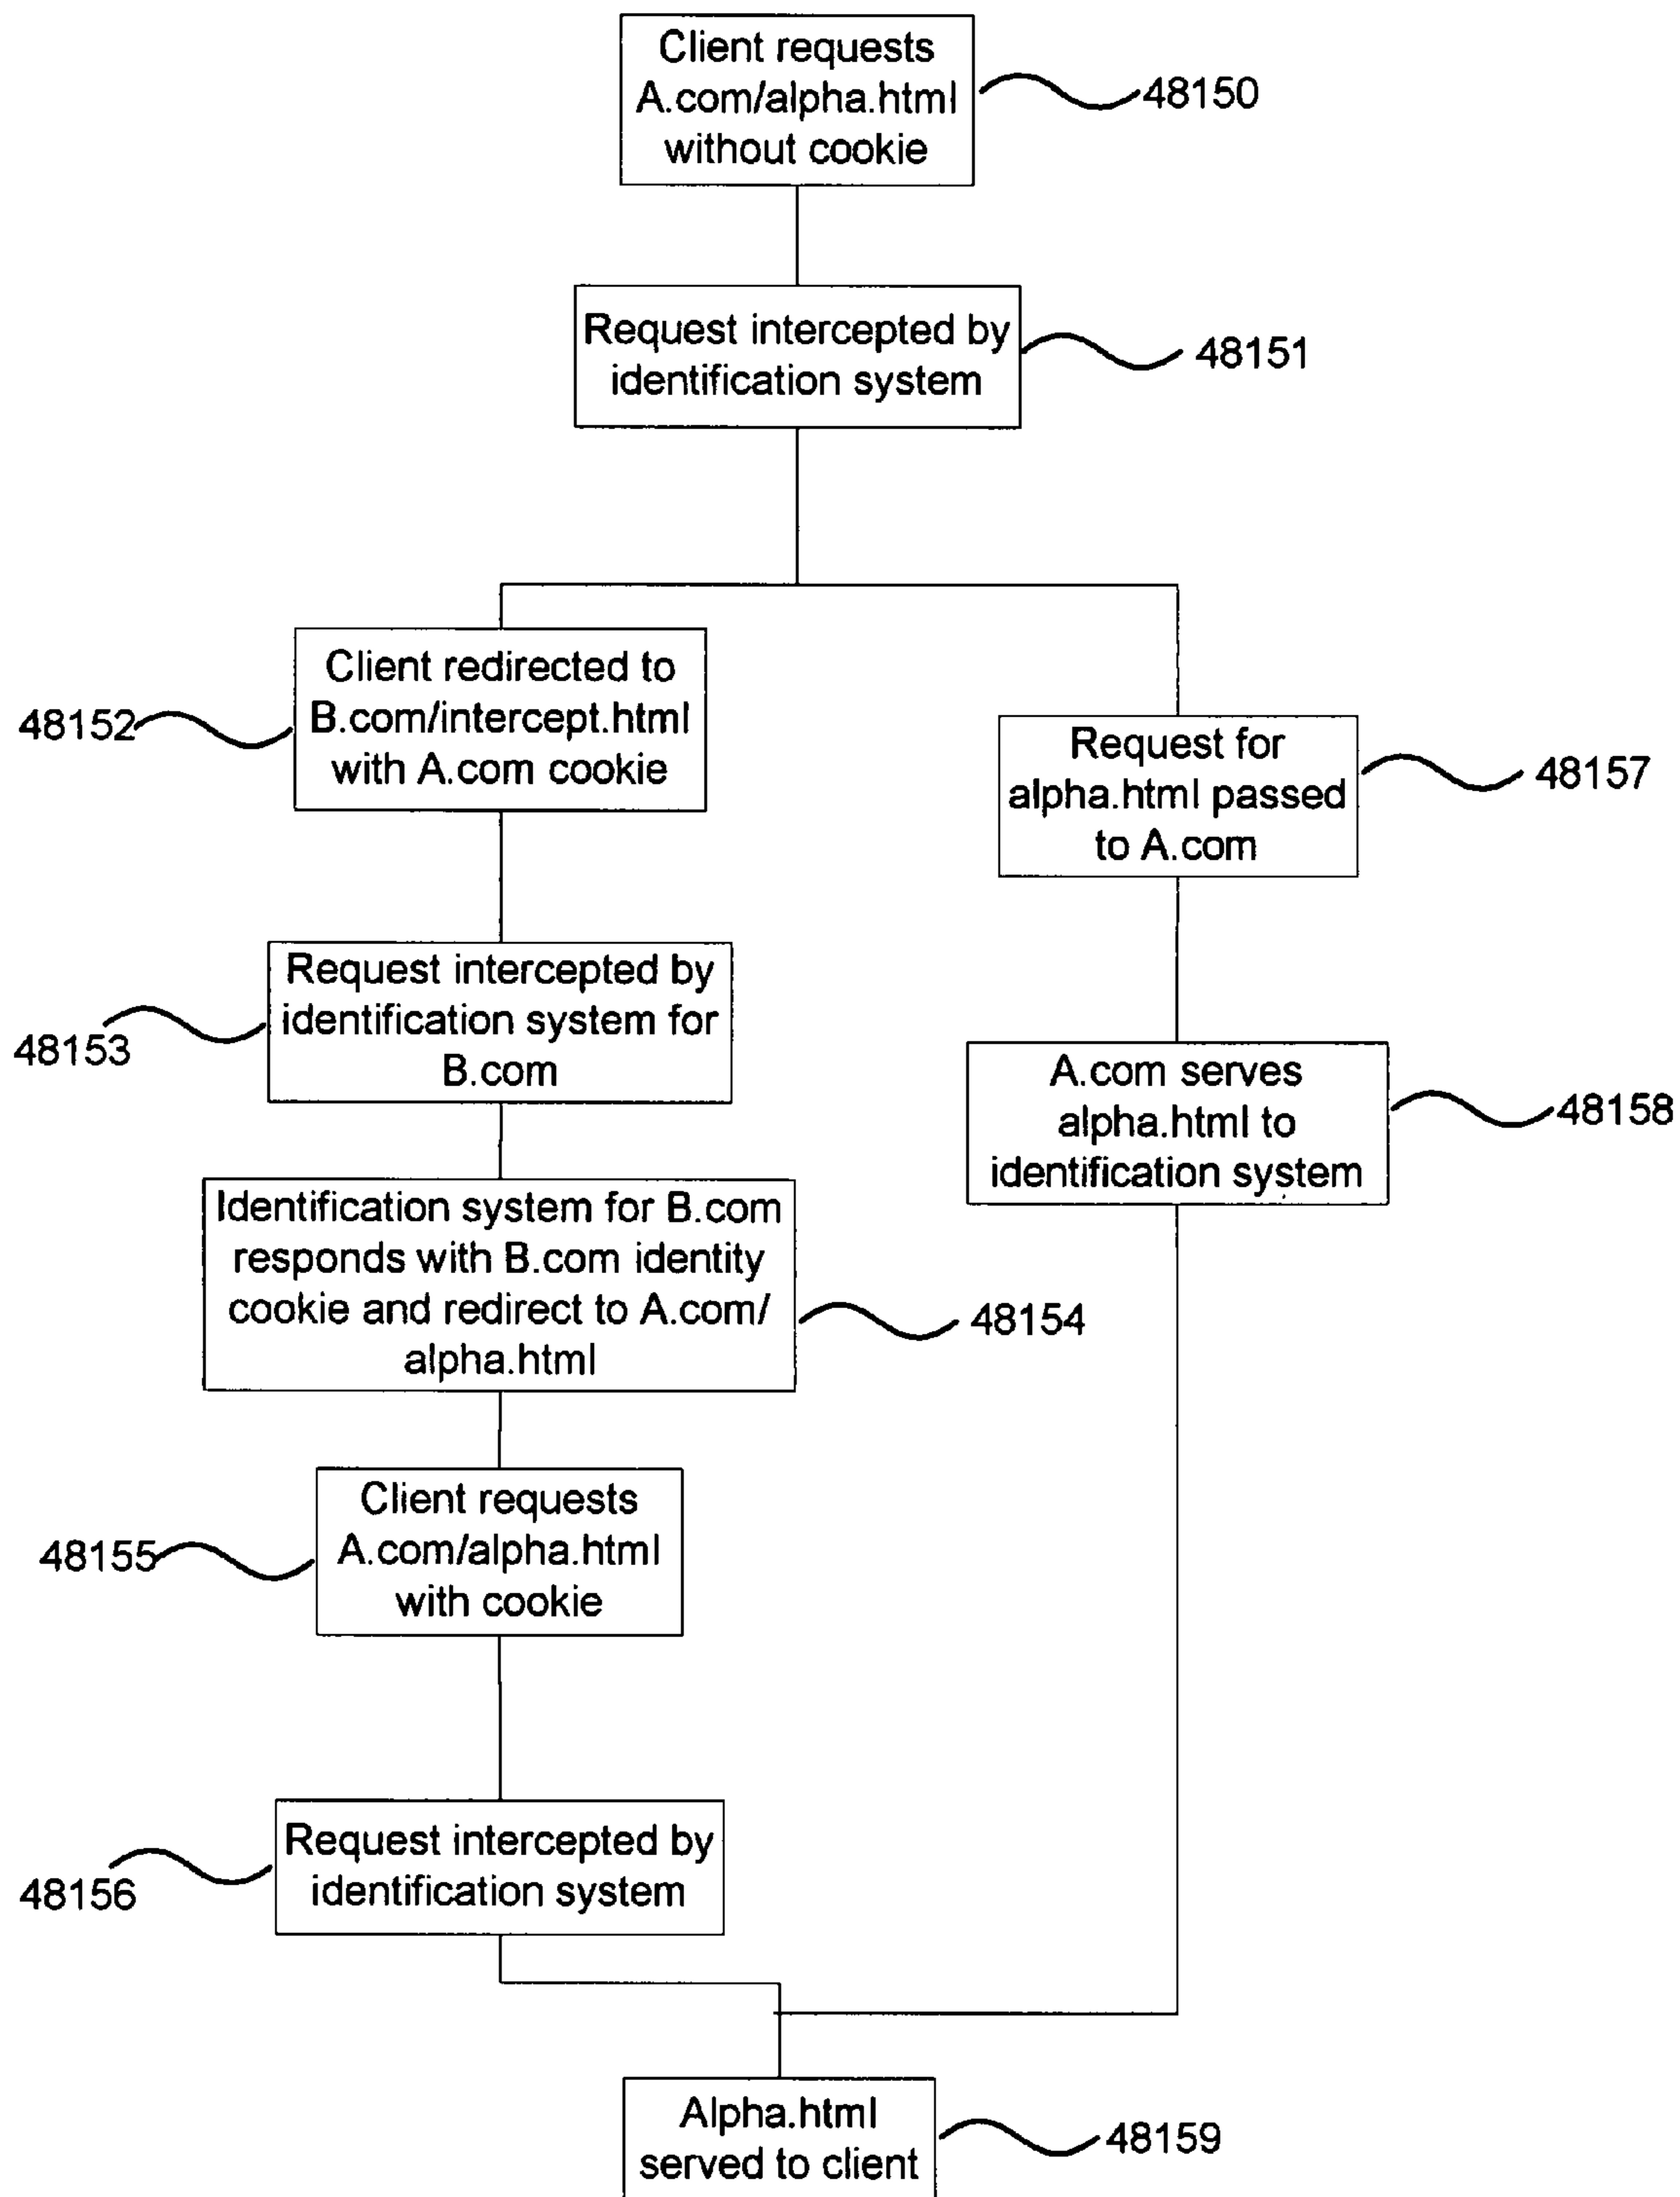 Client requests
A.com/alpha.html
without cookie
48150
Request intercepted by
identification system
48151
Client redirected to
B.com/intercept.html
with A.com cookie
48152
Request for
alpha.html passed
to A.com
48157
Request intercepted by
identification system for
B.com
48153
A.com serves
alpha.html to
identification system
48158
Identification system for B.com
responds with B.com identity
cookie and redirect to A.com/
alpha.html
48154
Client requests
A.com/alpha.html
with cookie
48155
Request intercepted by
identification system
48156
Alpha.html
served to client
48159